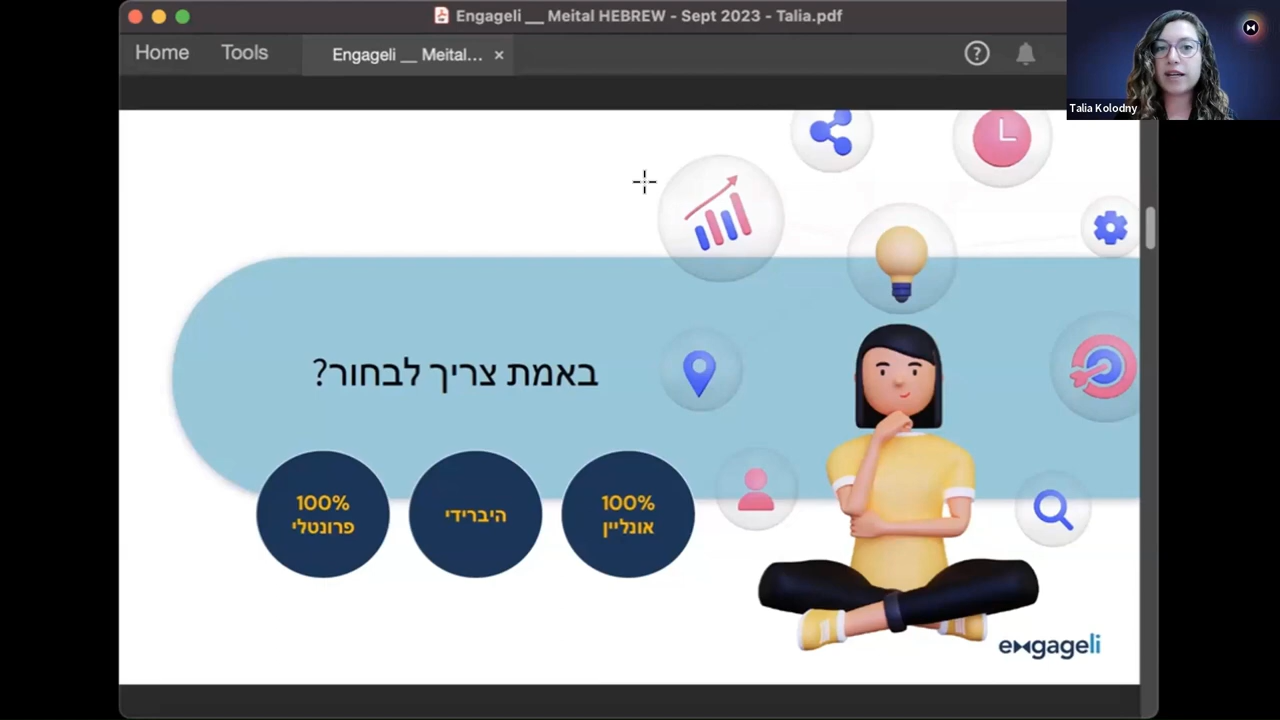 Engageli __ Meital HEBREW - Sept 2023 - Talia.pdf
Home
Tools
Engageli __ Meital...
Talia Kolodny
באמת צריך לבחור?
100%
אונליין
היברידי
100%
פרונטלי
engageli